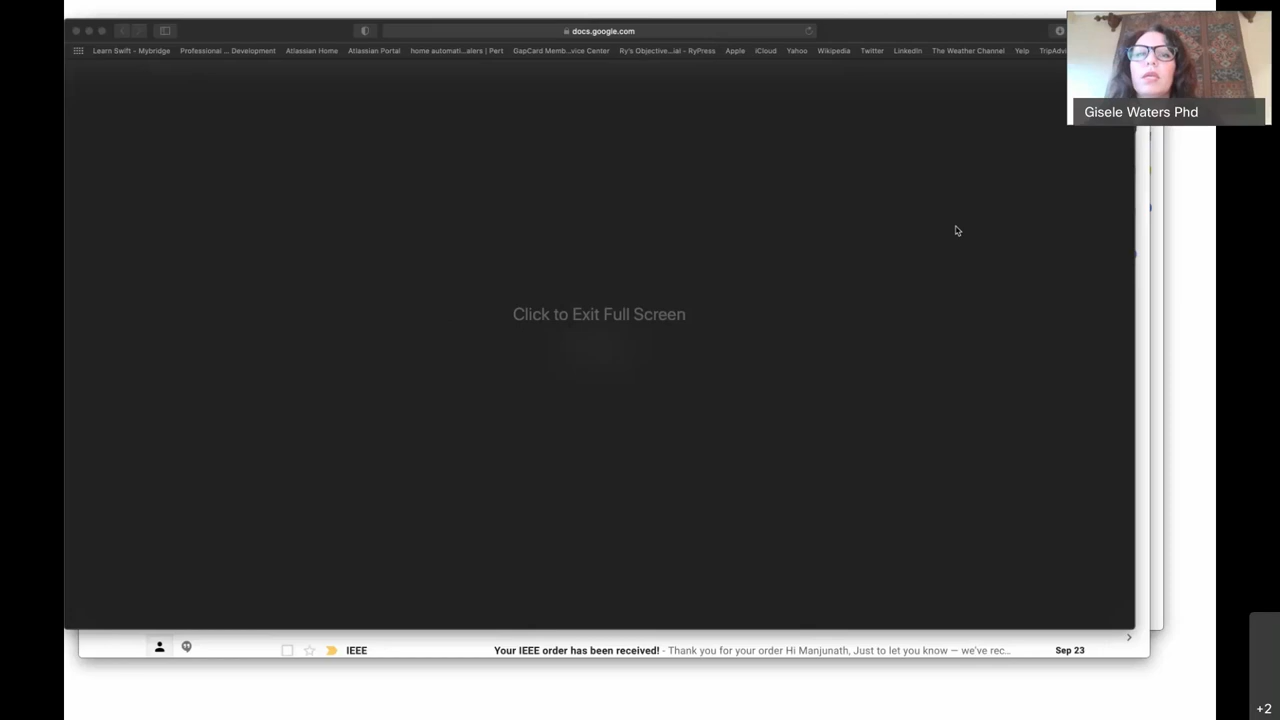 docs.google.com
Learn Swift - Mybridge Professional ... Development Atlassian Home Atlassian Portal home automati...alers | Pert GapCard Memb...vice Center Ry's Objective...ial - RyPress Apple iCloud Yahoo Wikipedia Twitter LinkedIn The Weather Channel Yelp TripAdvi
Gisele Waters Phd
Click to Exit Full Screen
IEEE Your IEEE order has been received! - Thank you for your order Hi Manjunath, Just to let you know — we've rec... Sep 23
+2